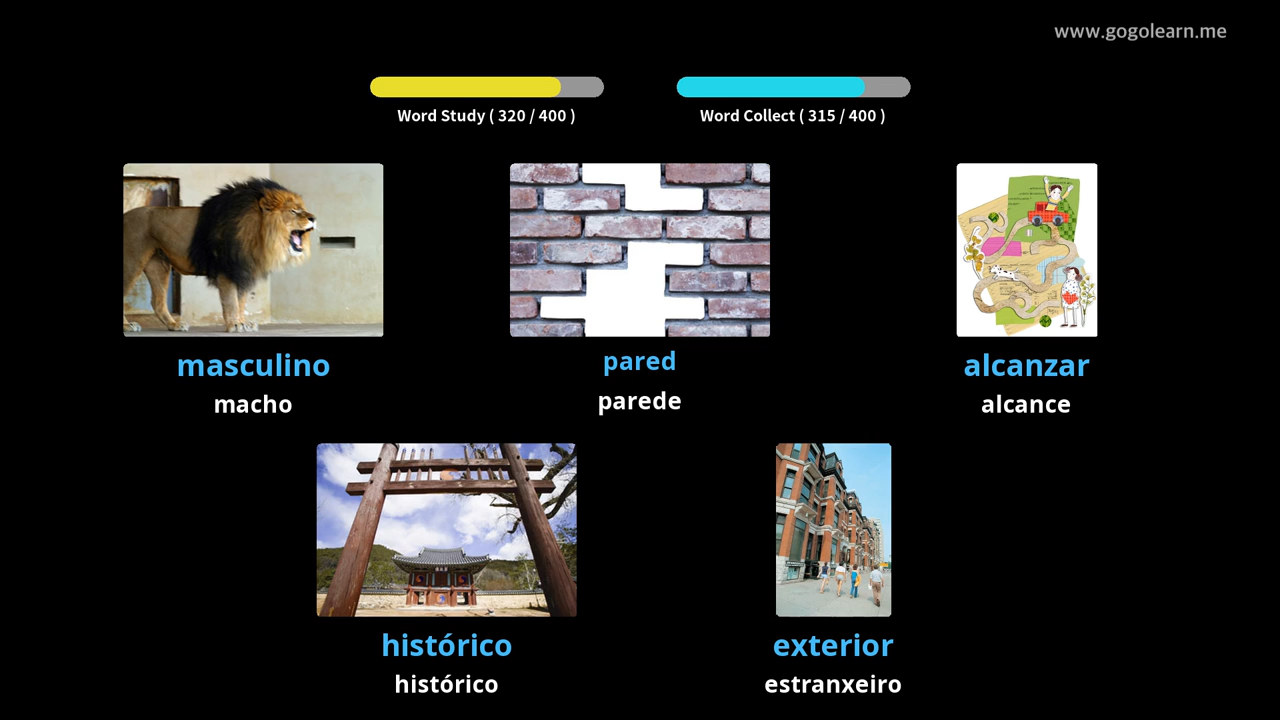 www.gogolearn.me
Word Study ( 320 / 400 )
Word Collect ( 315 / 400 )
masculino
macho
pared
parede
alcanzar
alcance
histórico
histórico
exterior
estranxeiro